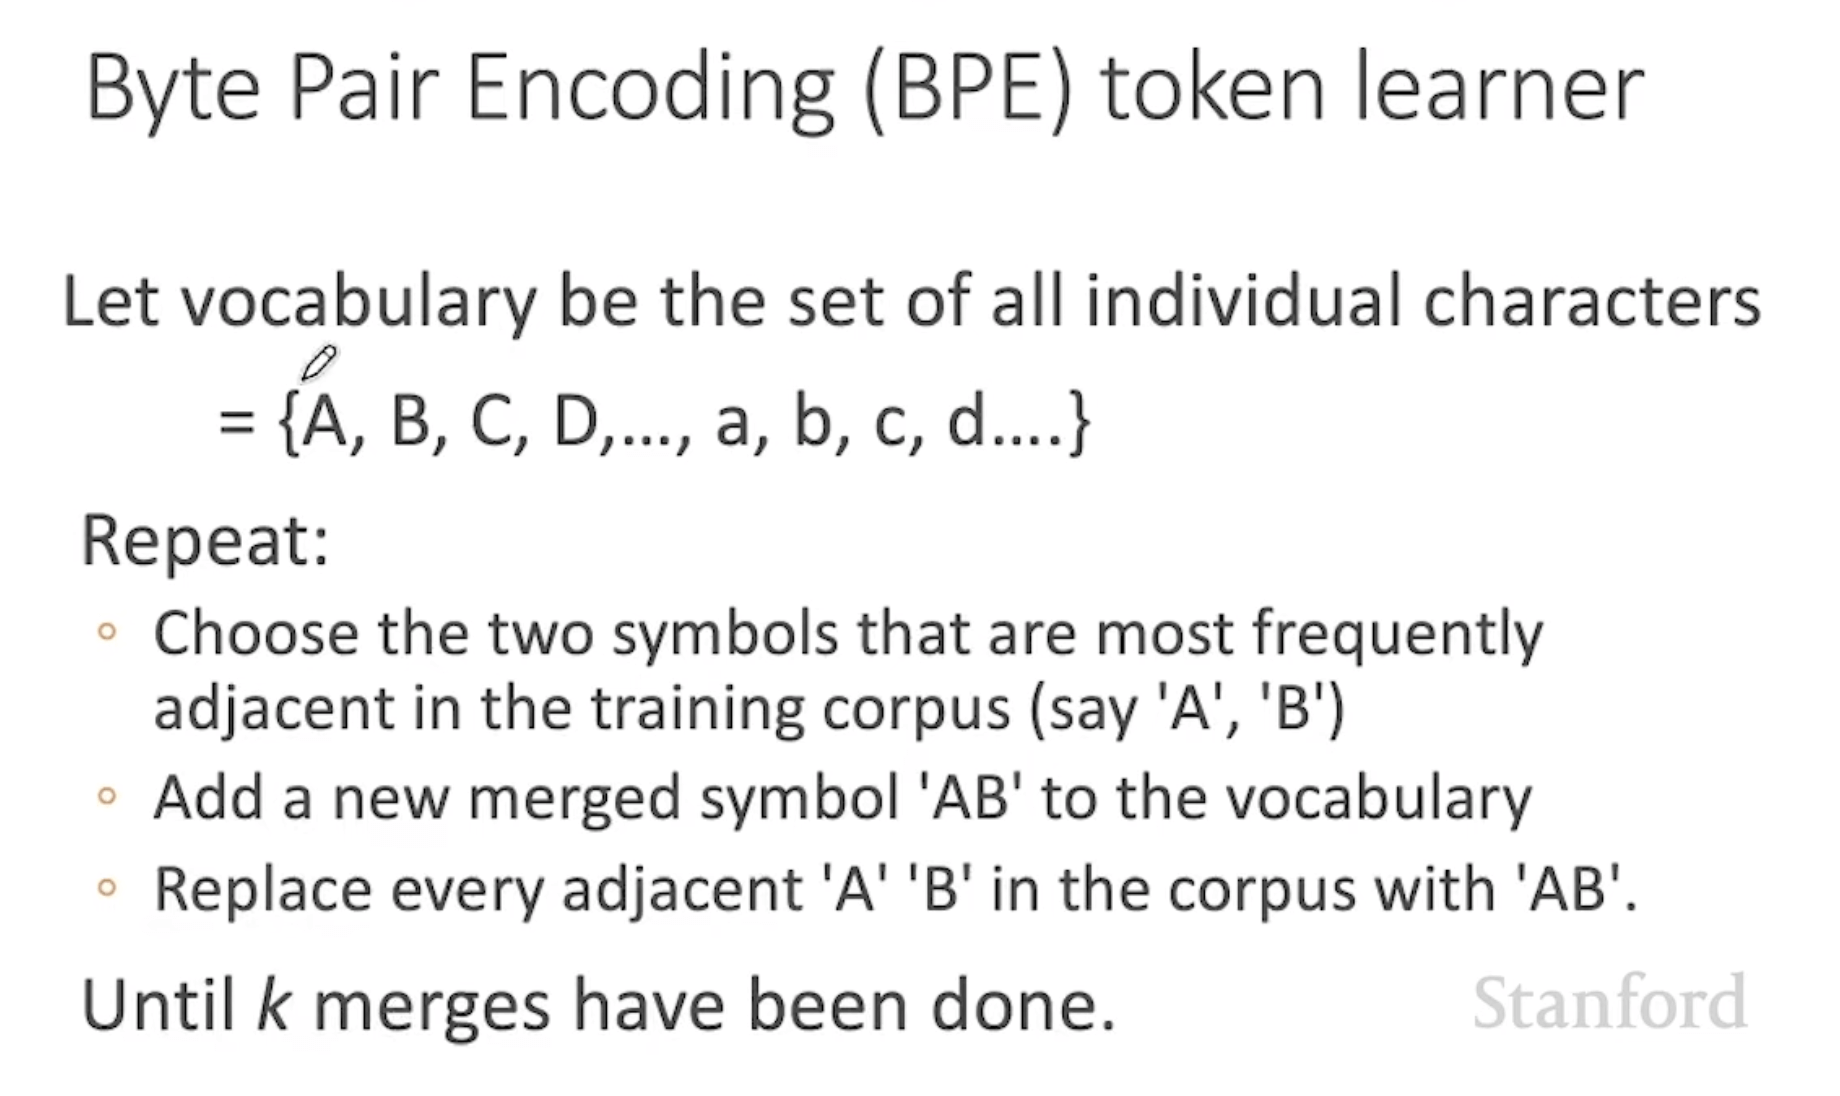 Byte Pair Encoding (BPE) token learner
Let vocabulary be the set of all individual characters
= {A, B, C, D,..., a, b, c, d....}
Repeat:
◦ Choose the two symbols that are most frequently
adjacent in the training corpus (say 'A', 'B')
◦ Add a new merged symbol 'AB' to the vocabulary
◦ Replace every adjacent 'A' 'B' in the corpus with 'AB'.
Until k merges have been done.
Stanford